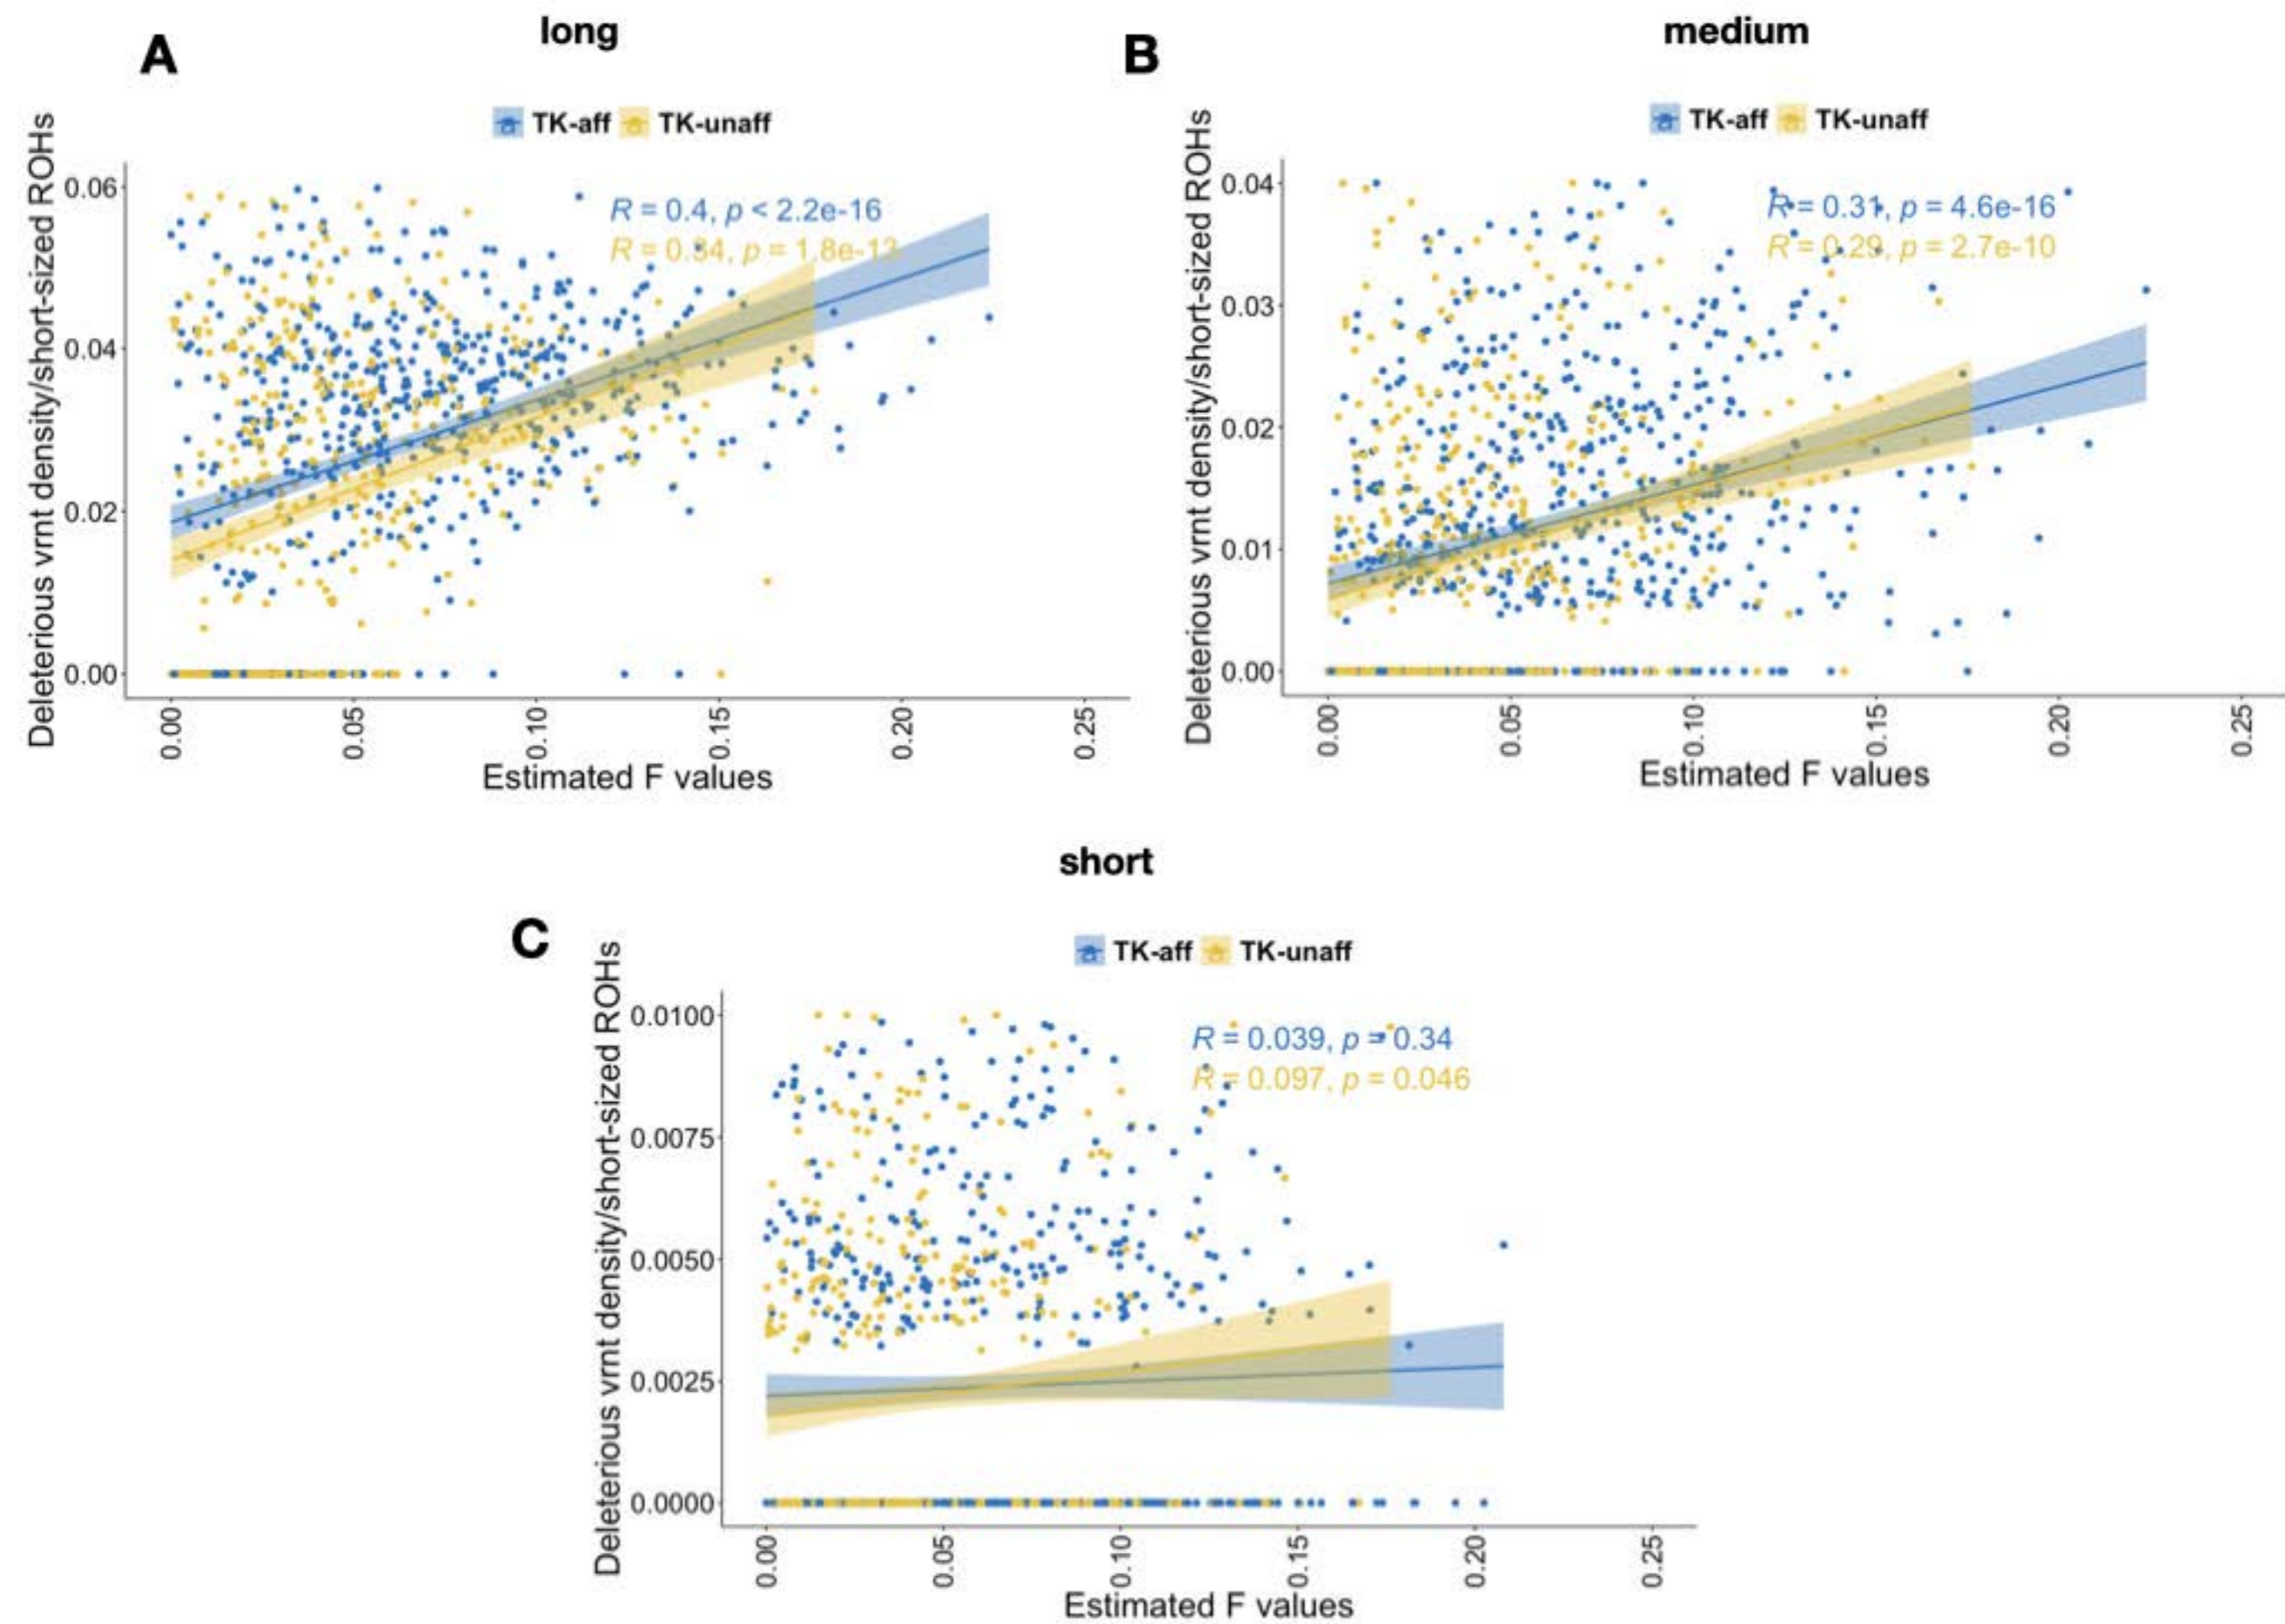 long
A
TK-aff TK-unaff
Deleterious vrnt density/short-sized ROHs
R = 0.4, p < 2.2e-16
R = 0.34, p = 1.8e-13
0.06
0.04
0.02
0.00
0.00 0.05 0.10 0.15 0.20 0.25
Estimated F values
medium
B
TK-aff TK-unaff
Deleterious vrnt density/short-sized ROHs
R = 0.31, p = 4.6e-16
R = 0.29, p = 2.7e-10
0.04
0.03
0.02
0.01
0.00
0.00 0.05 0.10 0.15 0.20 0.25
Estimated F values
short
C
TK-aff TK-unaff
Deleterious vrnt density/short-sized ROHs
R = 0.039, p = 0.34
R = 0.097, p = 0.046
0.0100
0.0075
0.0050
0.0025
0.0000
0.00 0.05 0.10 0.15 0.20 0.25
Estimated F values